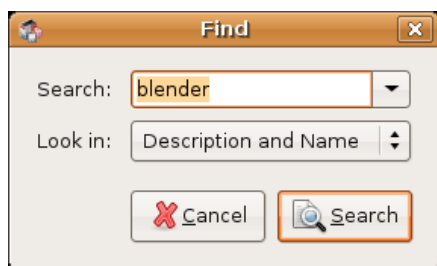 Find
Search: blender
Look in: Description and Name
Cancel Search